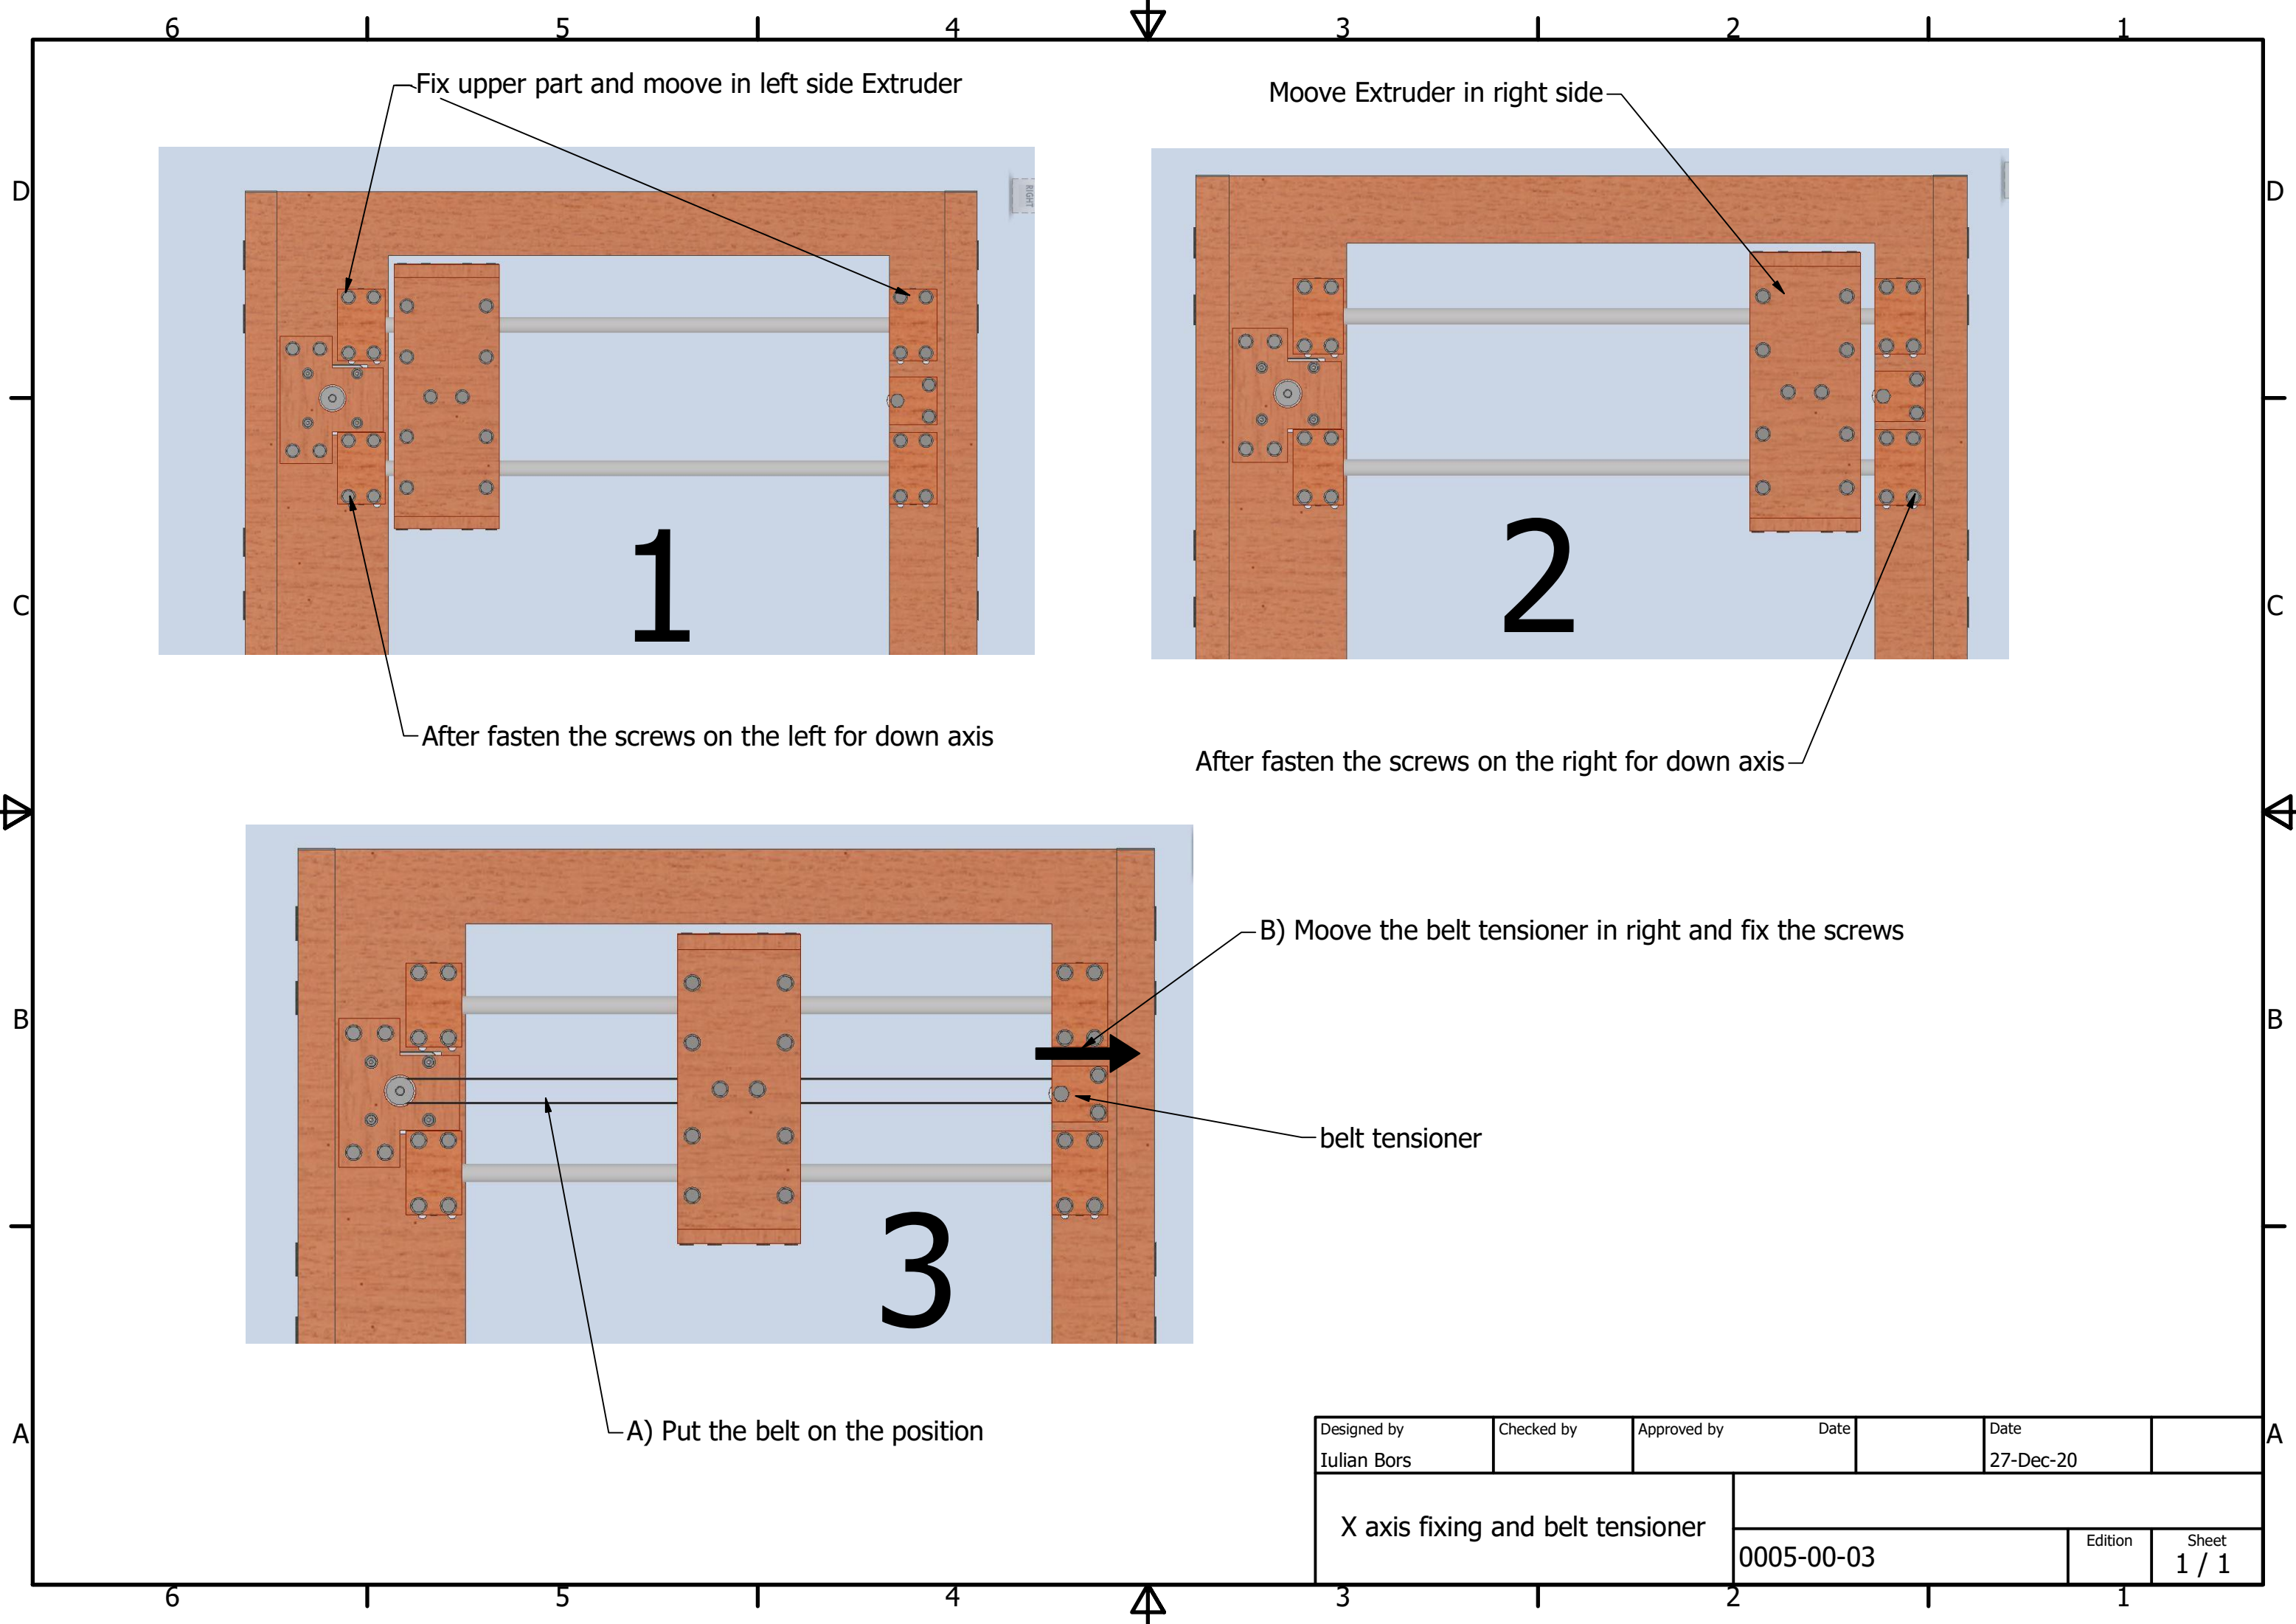 6 5 4 3 2 1
Fix upper part and moove in left side Extruder
Moove Extruder in right side
D
D
RIGHT
1
2
C
C
After fasten the screws on the left for down axis
After fasten the screws on the right for down axis
B) Moove the belt tensioner in right and fix the screws
B
B
belt tensioner
3
A) Put the belt on the position
A
A
Designed by
Iulian Bors
Checked by
Approved by
Date
Date
27-Dec-20
X axis fixing and belt tensioner
0005-00-03
Edition
Sheet
1 / 1
6 5 4 3 2 1